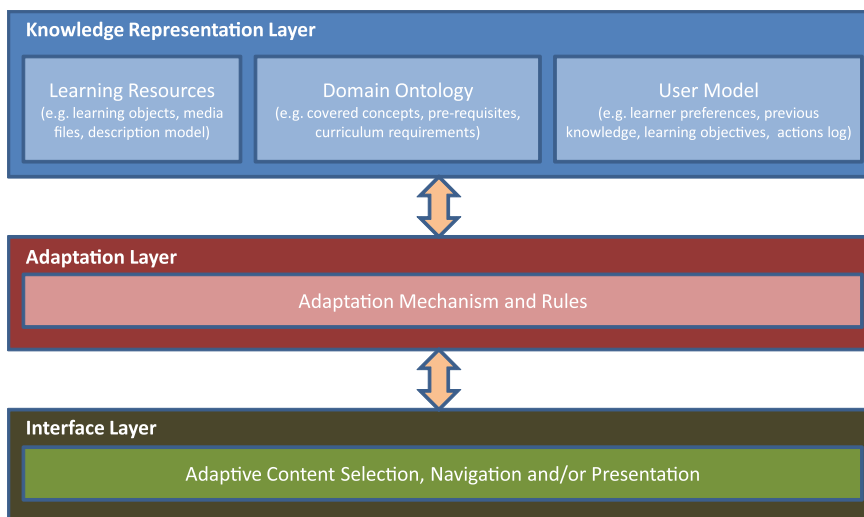 Knowledge Representation Layer
Learning Resources
(e.g. learning objects, media
files, description model)
Domain Ontology
(e.g. covered concepts, pre-requisites,
curriculum requirements)
User Model
(e.g. learner preferences, previous
knowledge, learning objectives, actions log)
Adaptation Layer
Adaptation Mechanism and Rules
Interface Layer
Adaptive Content Selection, Navigation and/or Presentation